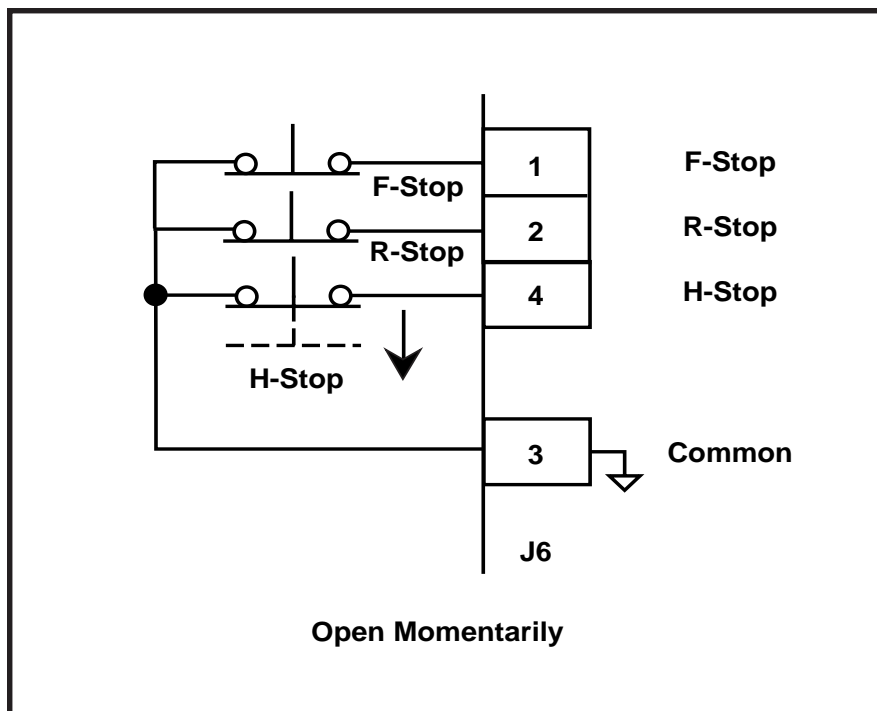 F-Stop 1 F-Stop
R-Stop 2 R-Stop
H-Stop 4 H-Stop
3 Common
J6
Open Momentarily